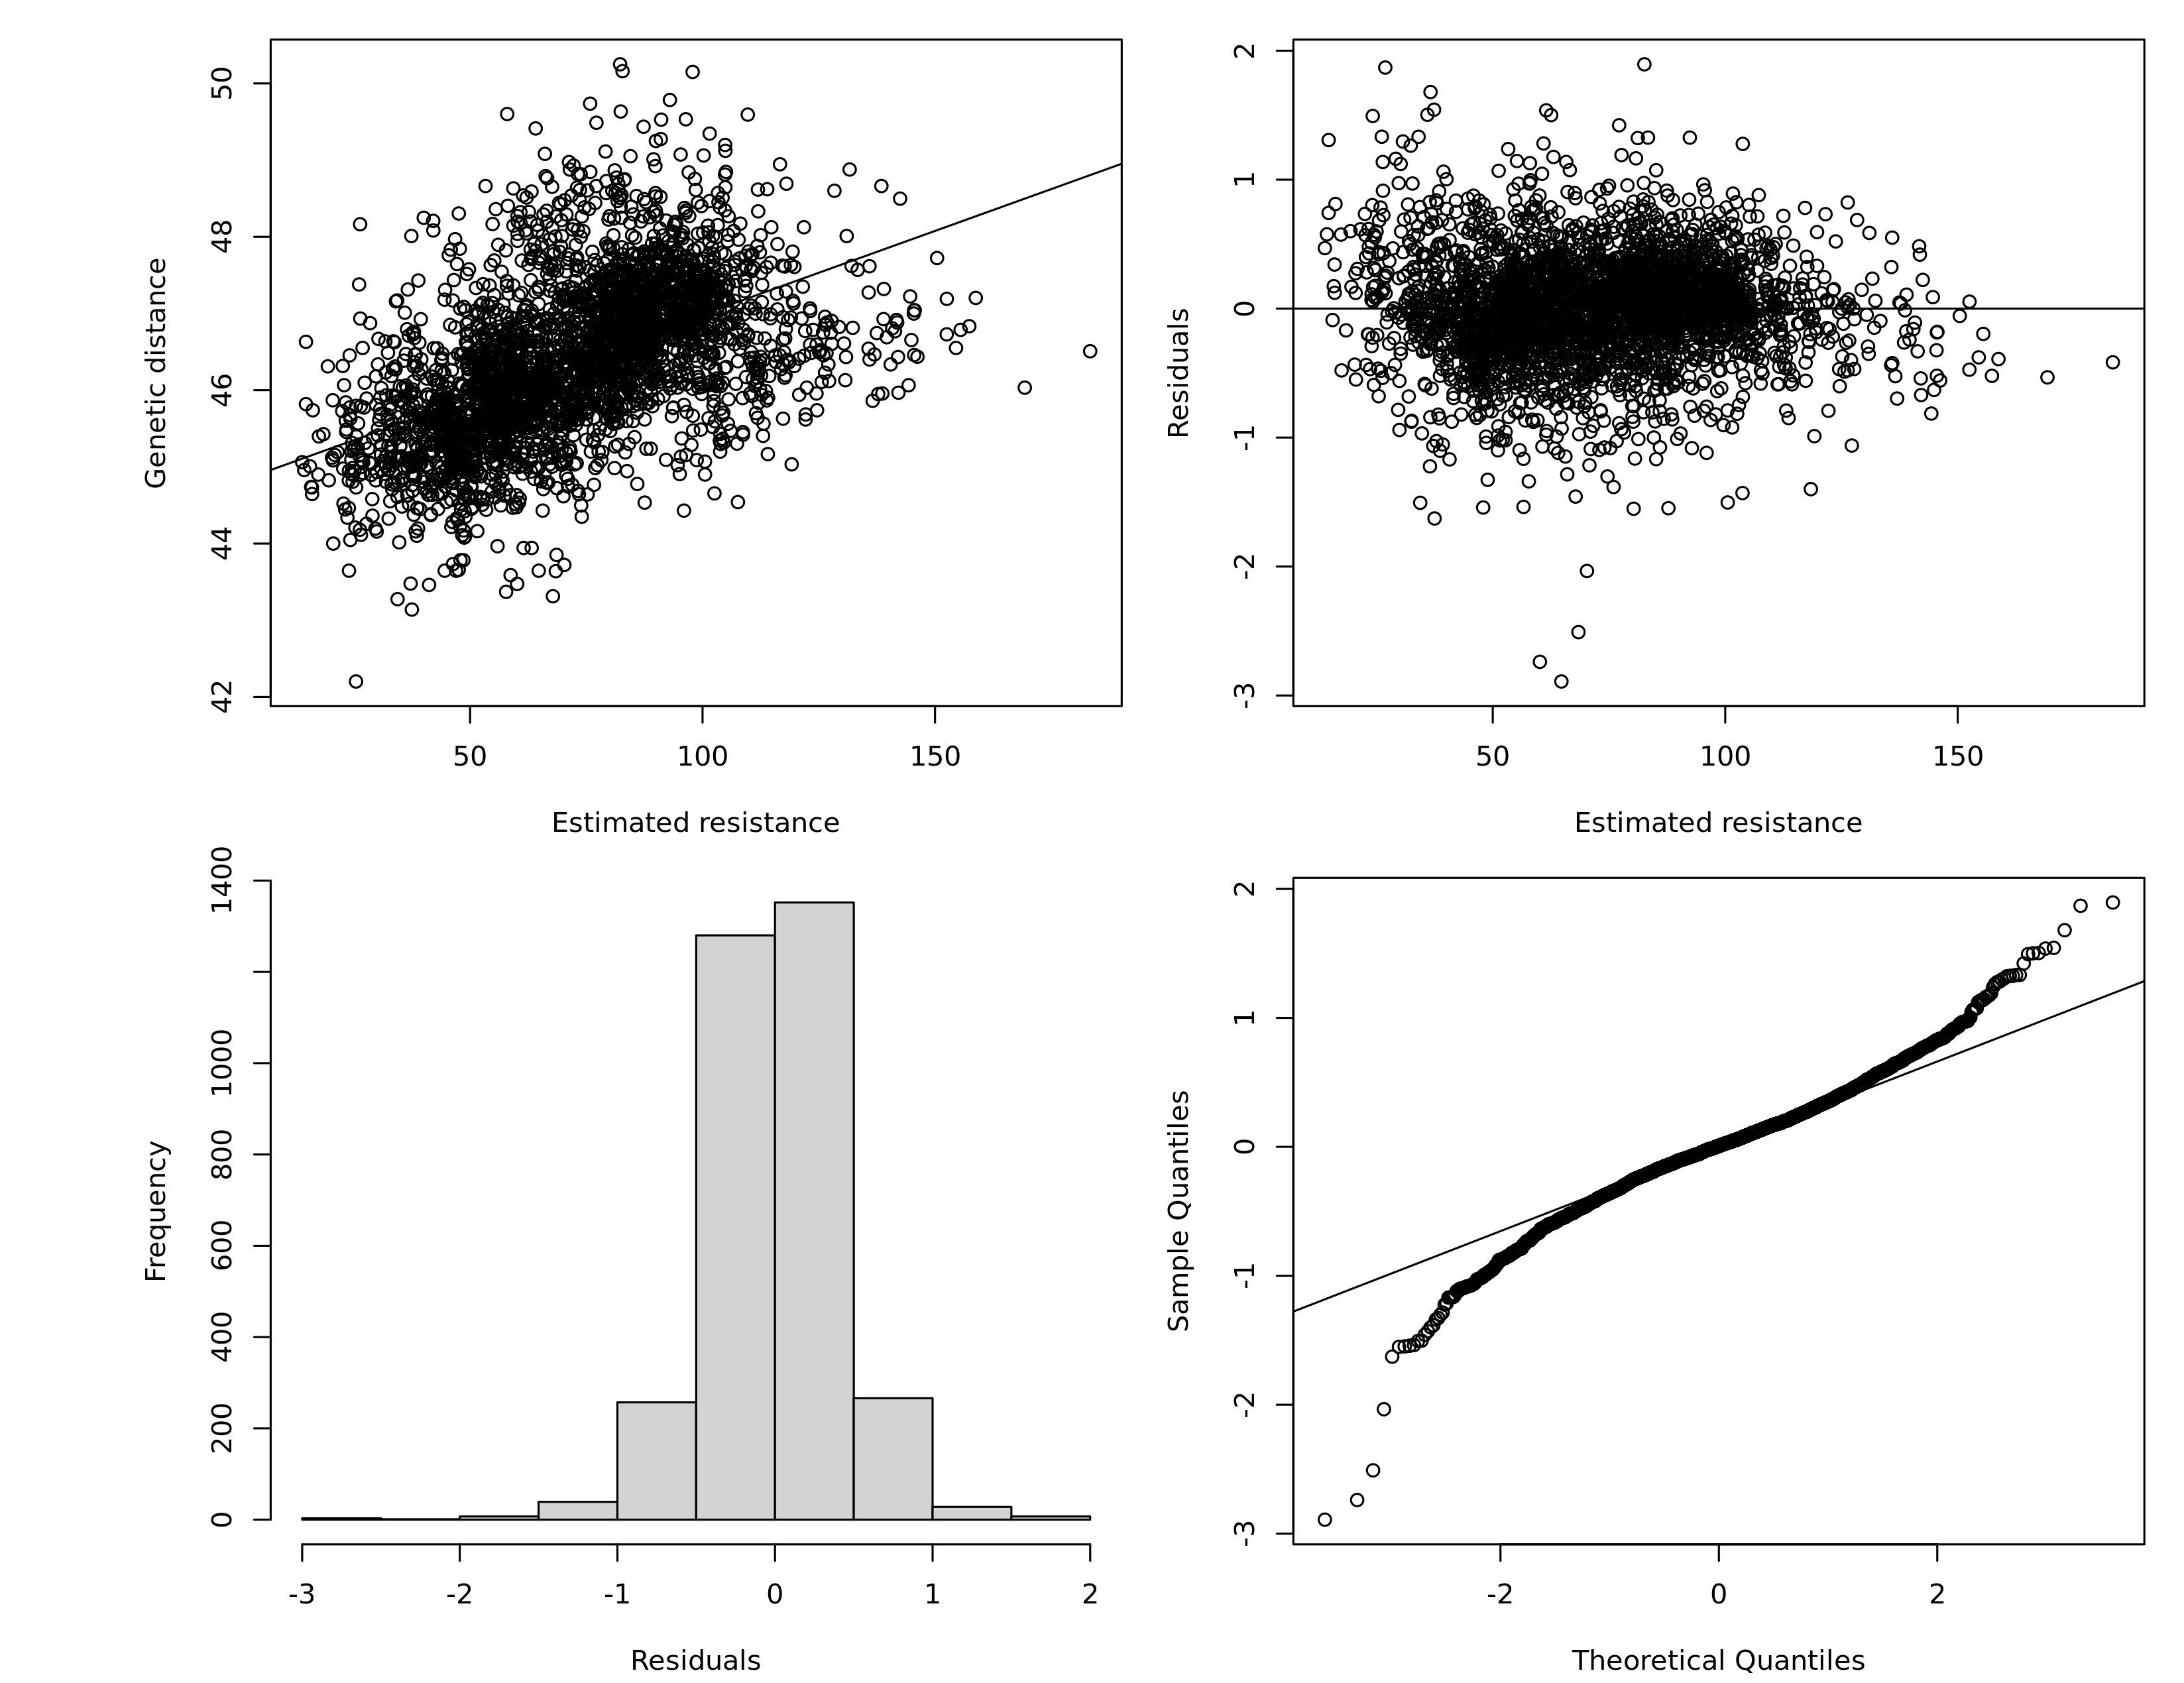 50
48
46
44
42
Genetic distance
50 100 150
Estimated resistance
2
1
0
-1
-2
-3
Residuals
50 100 150
Estimated resistance
1400
1000
800
600
400
200
0
Frequency
-3 -2 -1 0 1 2
Residuals
2
1
0
-1
-2
-3
Sample Quantiles
-2 0 2
Theoretical Quantiles